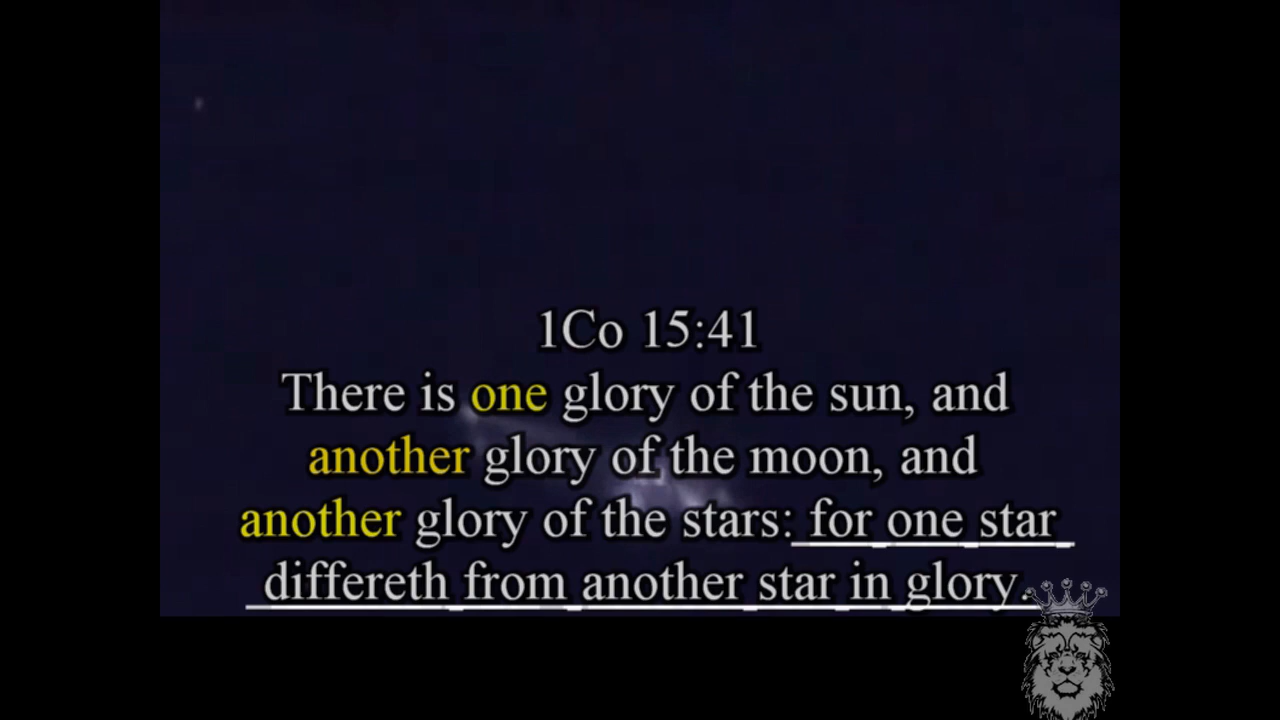 1Co 15:41
There is one glory of the sun, and
another glory of the moon, and
another glory of the stars: for one star
differeth from another star in glory.